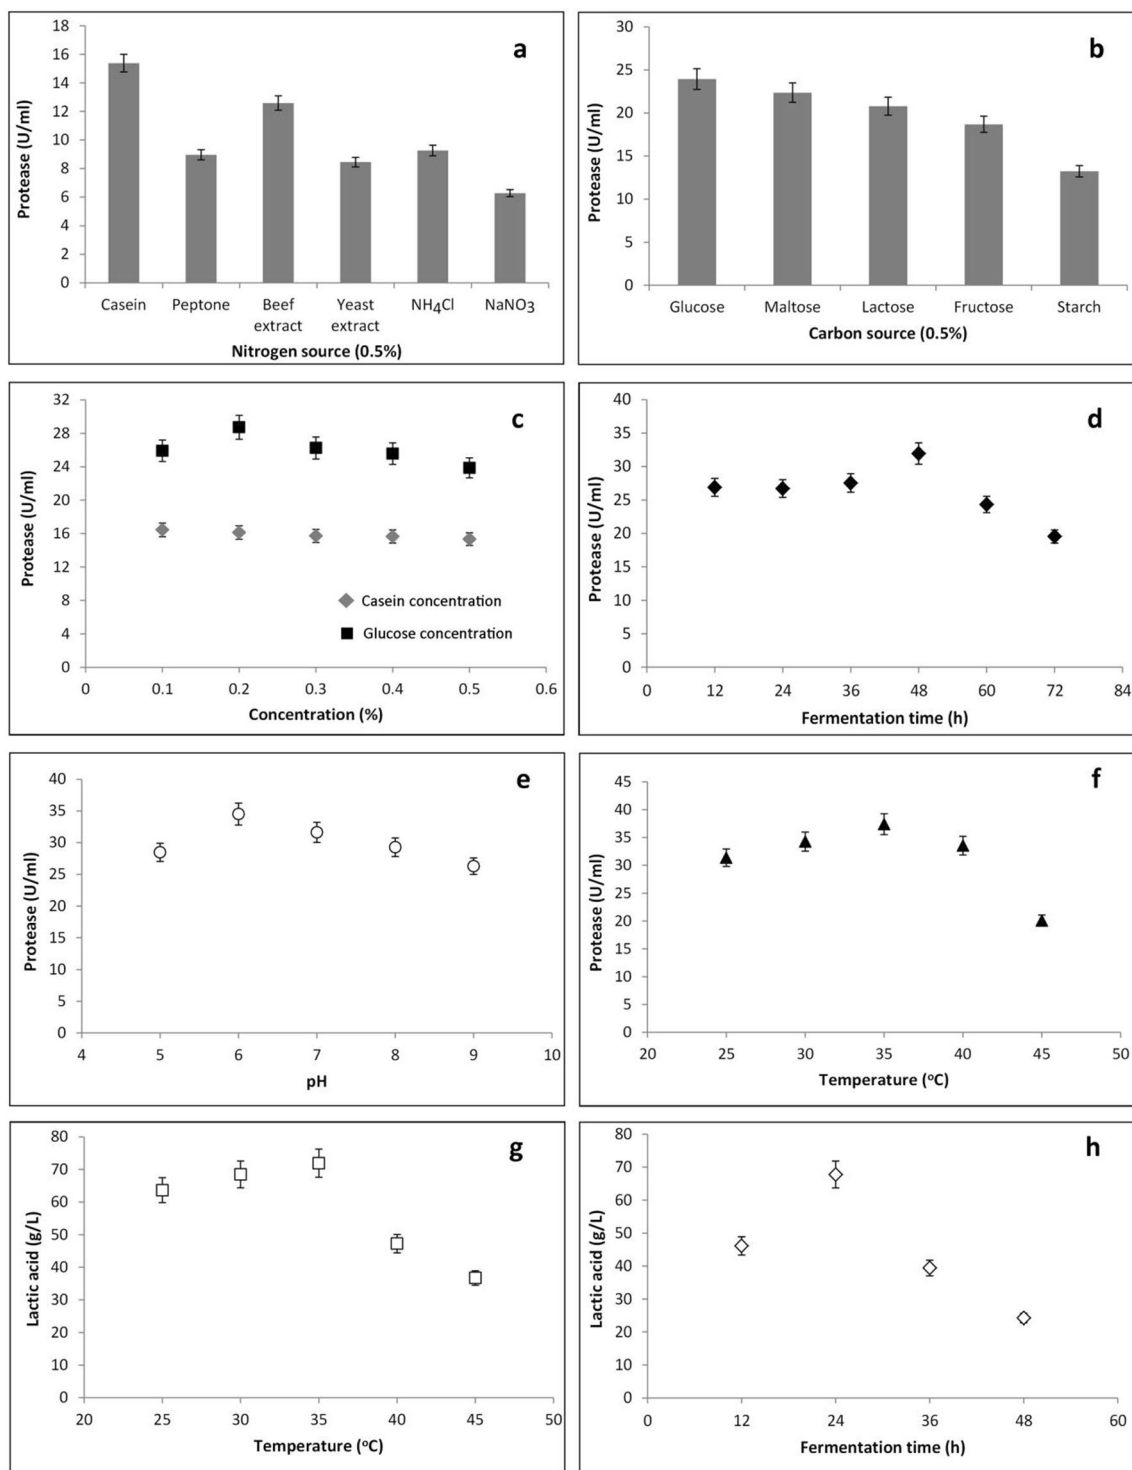 a
18
16
14
12
10
8
6
4
2
0
Protease (U/ml)
Casein Peptone Beef extract Yeast extract NH4Cl NaNO3
Nitrogen source (0.5%)
b
30
25
20
15
10
5
0
Protease (U/ml)
Glucose Maltose Lactose Fructose Starch
Carbon source (0.5%)
c
32
28
24
20
16
12
8
4
0
Protease (U/ml)
Casein concentration
Glucose concentration
0 0.1 0.2 0.3 0.4 0.5 0.6
Concentration (%)
d
40
35
30
25
20
15
10
5
0
Protease (U/ml)
0 12 24 36 48 60 72 84
Fermentation time (h)
e
40
35
30
25
20
15
10
5
0
Protease (U/ml)
4 5 6 7 8 9 10
pH
f
45
40
35
30
25
20
15
10
5
0
Protease (U/ml)
20 25 30 35 40 45 50
Temperature (°C)
g
80
70
60
50
40
30
20
10
0
Lactic acid (g/L)
20 25 30 35 40 45 50
Temperature (°C)
h
80
70
60
50
40
30
20
10
0
Lactic acid (g/L)
0 12 24 36 48 60
Fermentation time (h)